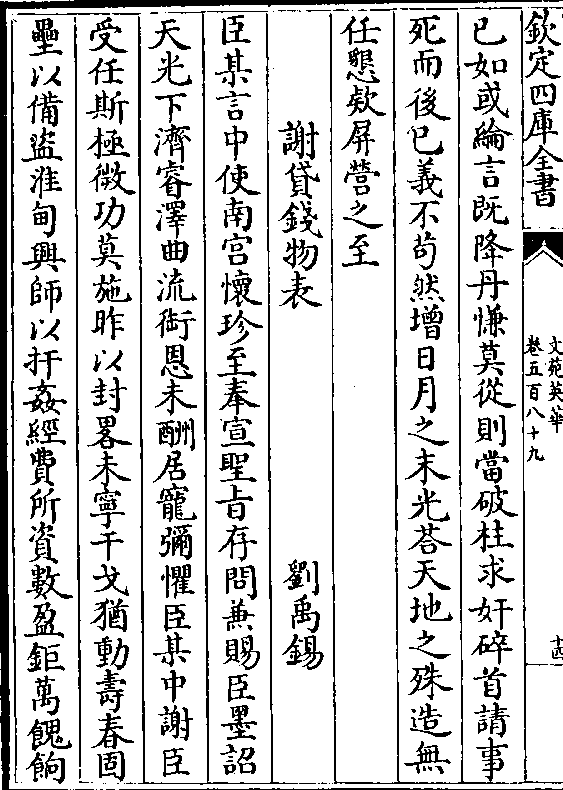 欽定四庫全書
文苑英華
卷五百八十九
十四
已如或綸言既降丹慊莫從則當破柱求奸碎首請事
死而後已義不苟然增日月之末光荅天地之殊造無
任懇欵屏營之至
謝貸錢物表 劉禹錫
臣某言中使南宫懷珍至奉宣聖旨存問兼賜臣墨詔
天光下濟睿澤曲流銜恩未酬居寵彌懼臣某中謝臣
受任斯極微功莫施昨以封畧未寧干戈猶動壽春固
壘以備盜淮甸興師以扞姦經費所資數盈鉅萬餽餉